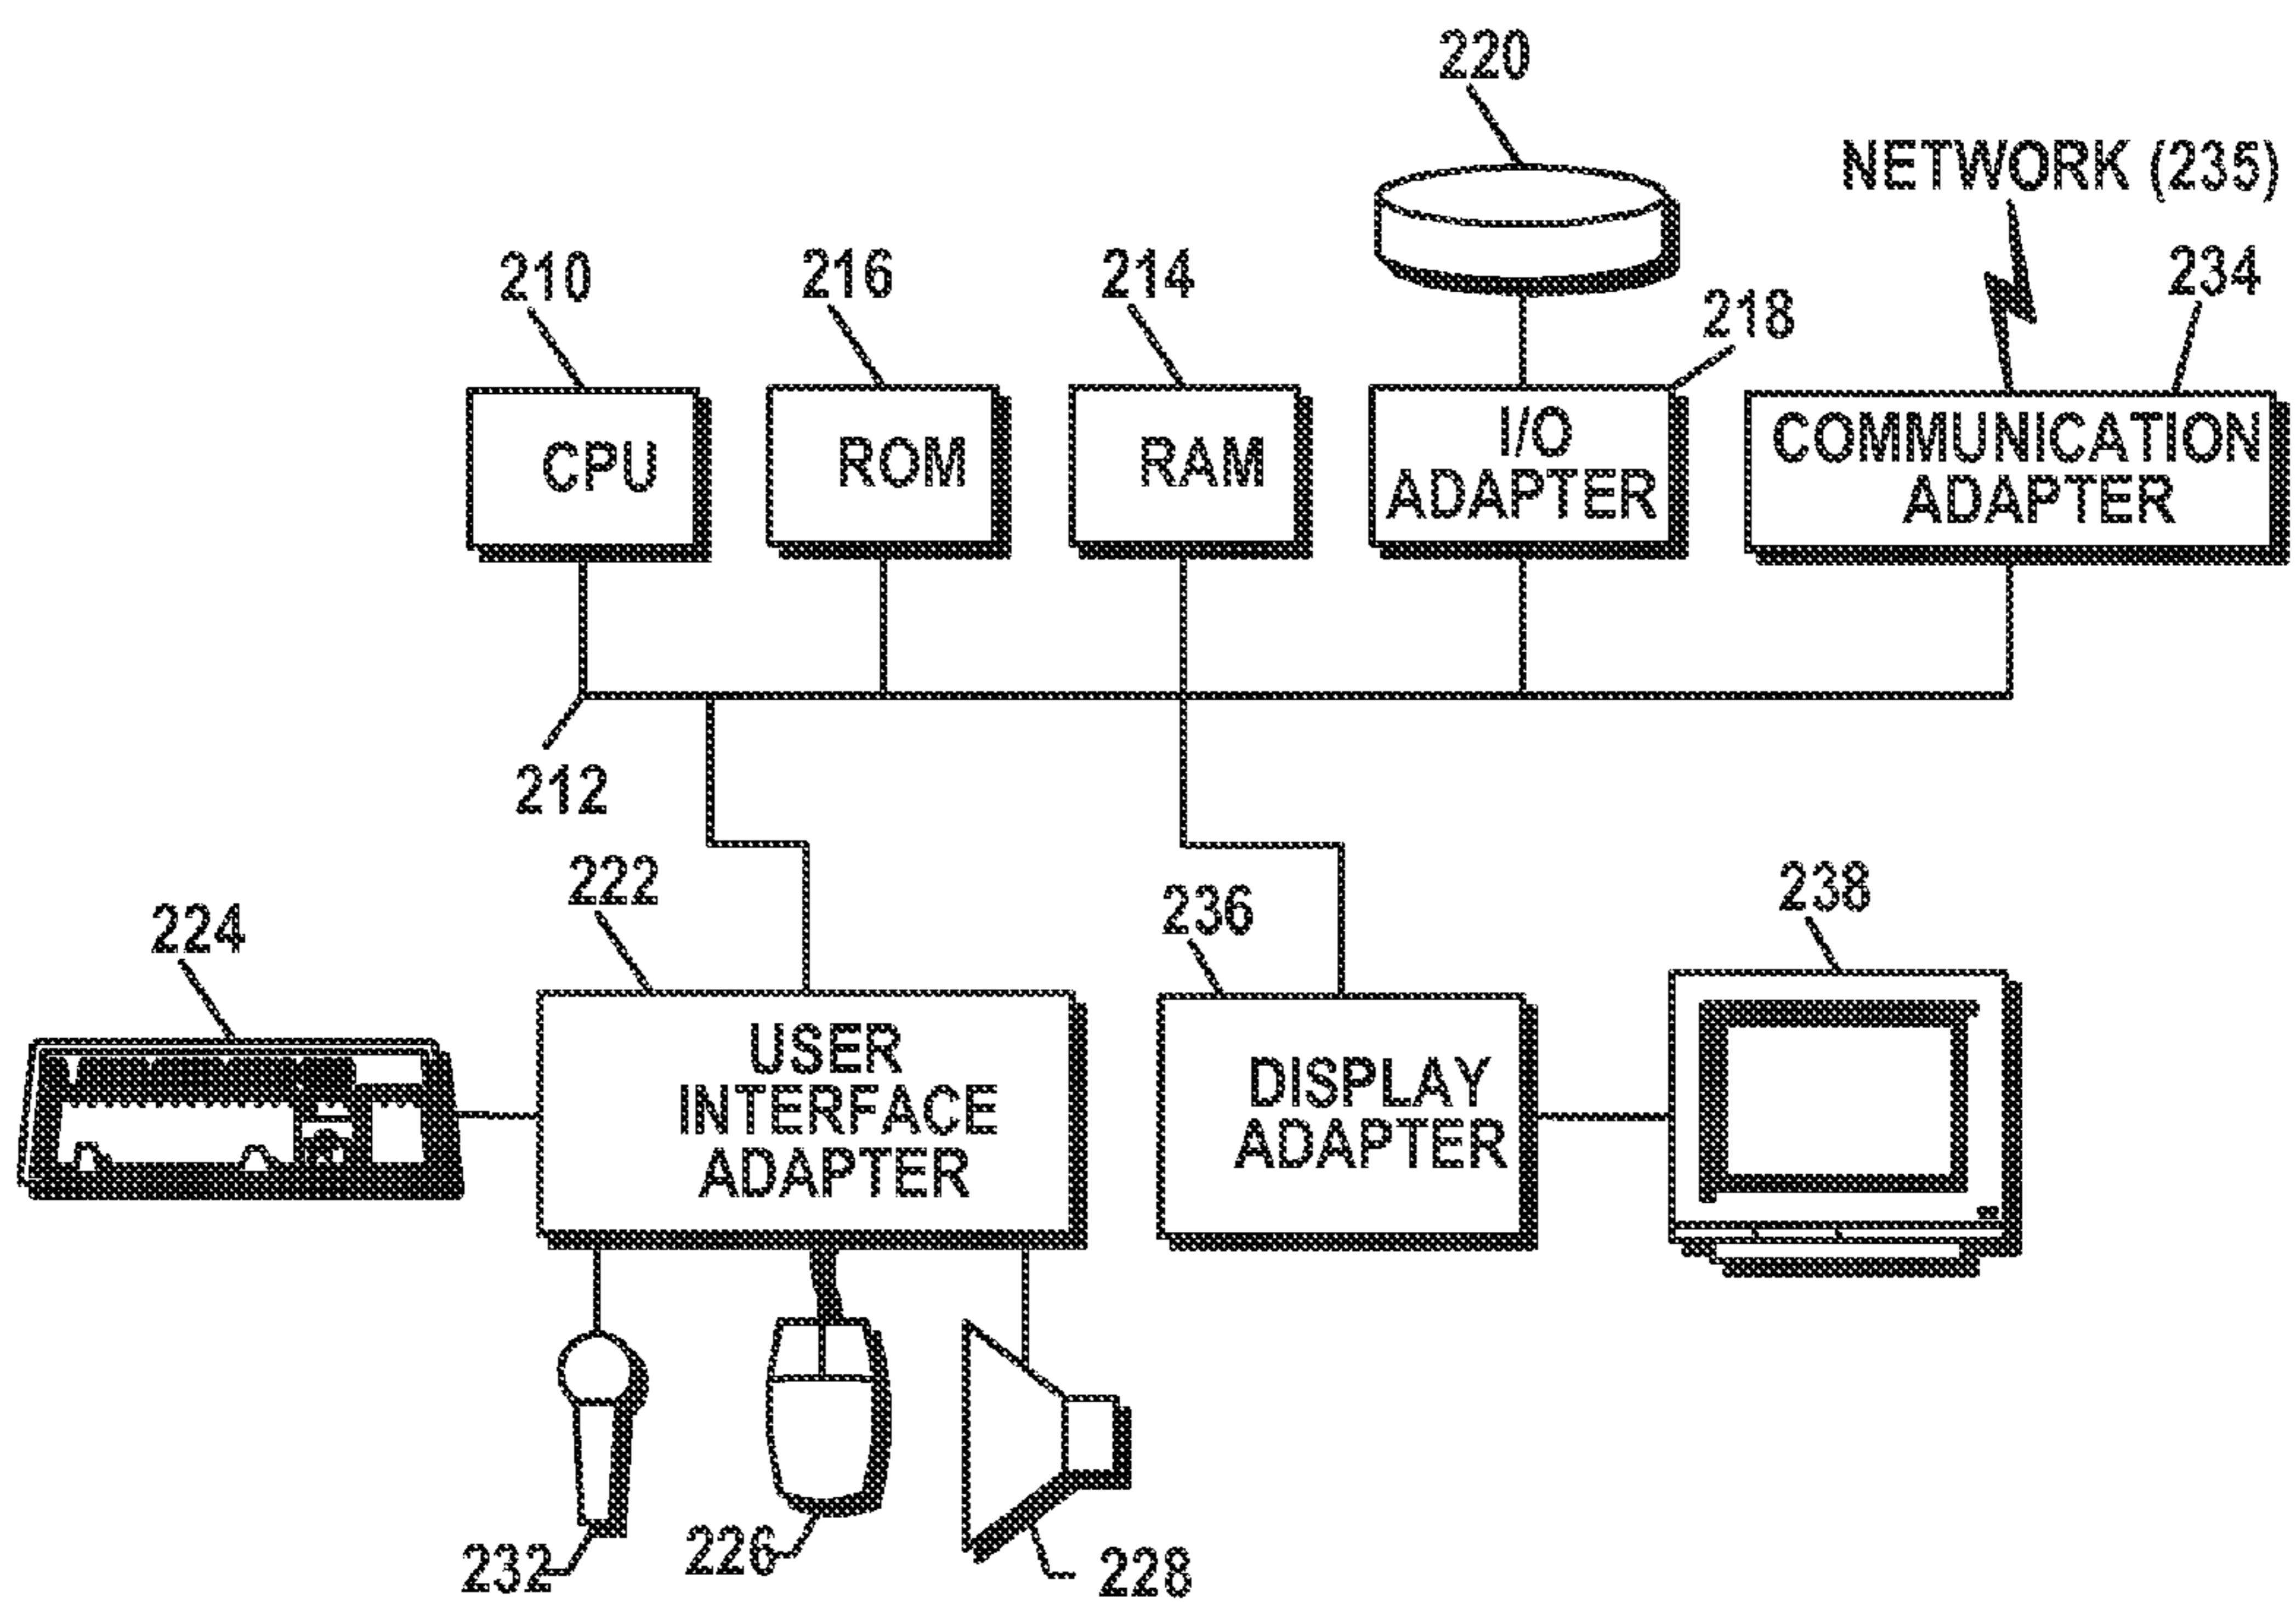 220
NETWORK (235)
210
216
214
218
234
CPU
ROM
RAM
I/O
ADAPTER
COMMUNICATION
ADAPTER
212
222
224
236
238
USER
INTERFACE
ADAPTER
DISPLAY
ADAPTER
232
226
228